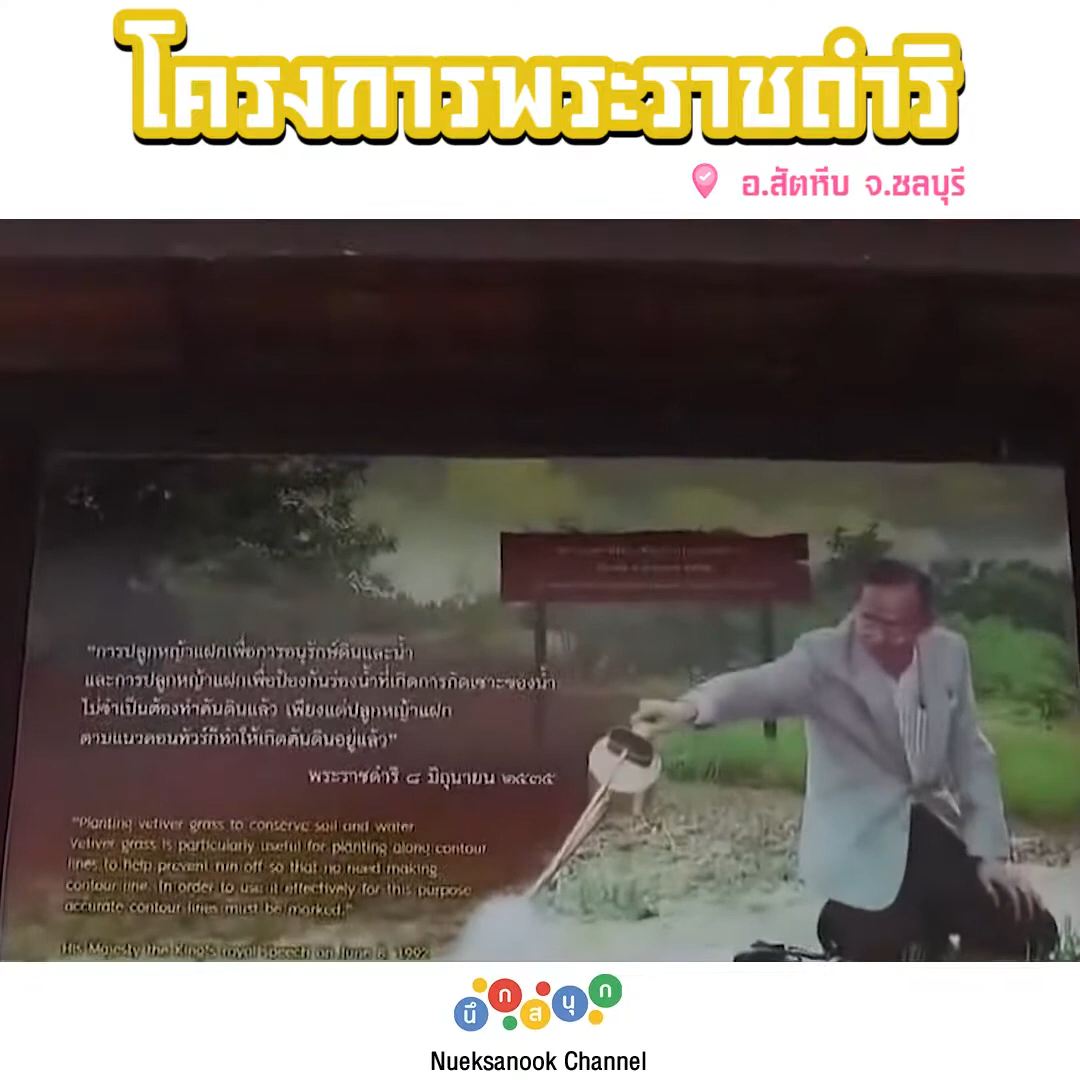 โครงการพระราชดำริ
อ.สัตหีบ จ.ชลบุรี
"การปลูกหญ้าแฝกเพื่อการอนุรักษ์ดินและน้ำ
และการปลูกหญ้าแฝกเพื่อป้องกันร่องน้ำที่เกิดการกัดเซาะของน้ำ
ไม่จำเป็นต้องทำคันดินแล้ว เพียงแต่ปลูกหญ้าแฝก
ตามแนวคอนทัวร์ก็ทำให้เกิดคันดินอยู่แล้ว"
พระราชดำริ ๘ มิถุนายน ๒๕๓๕
"Planting vetiver grass to conserve soil and water
Vetiver grass is particularly useful for planting along contour
lines to help prevent run off so that no need making
contour line. In order to use it effectively for this purpose
accurate contour lines must be marked."
His Majesty the King's royal speech on June 8, 1992
นึกสนุก
Nueksanook Channel